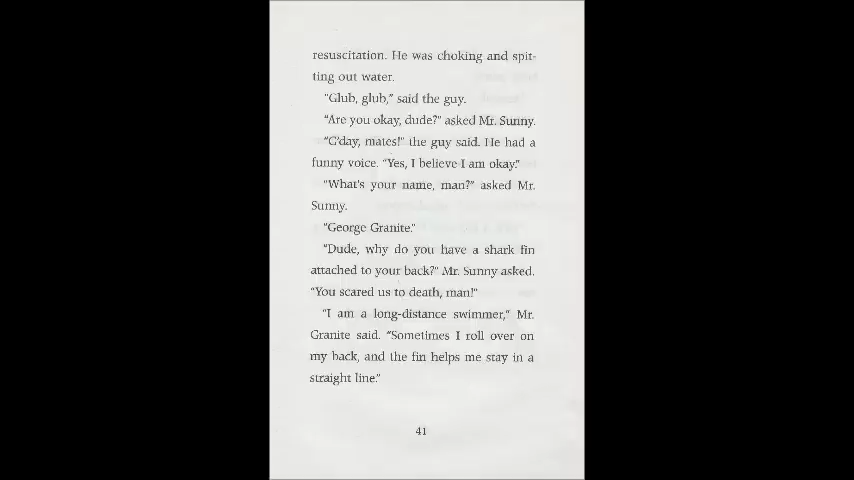 resuscitation. He was choking and spit-
ting out water.
"Glub, glub," said the guy.
"Are you okay, dude?" asked Mr. Sunny.
"G'day, mates!" the guy said. He had a
funny voice. "Yes, I believe I am okay."
"What's your name, man?" asked Mr.
Sunny.
"George Granite."
"Dude, why do you have a shark fin
attached to your back?" Mr. Sunny asked.
"You scared us to death, man!"
"I am a long-distance swimmer," Mr.
Granite said. "Sometimes I roll over on
my back, and the fin helps me stay in a
straight line."
41